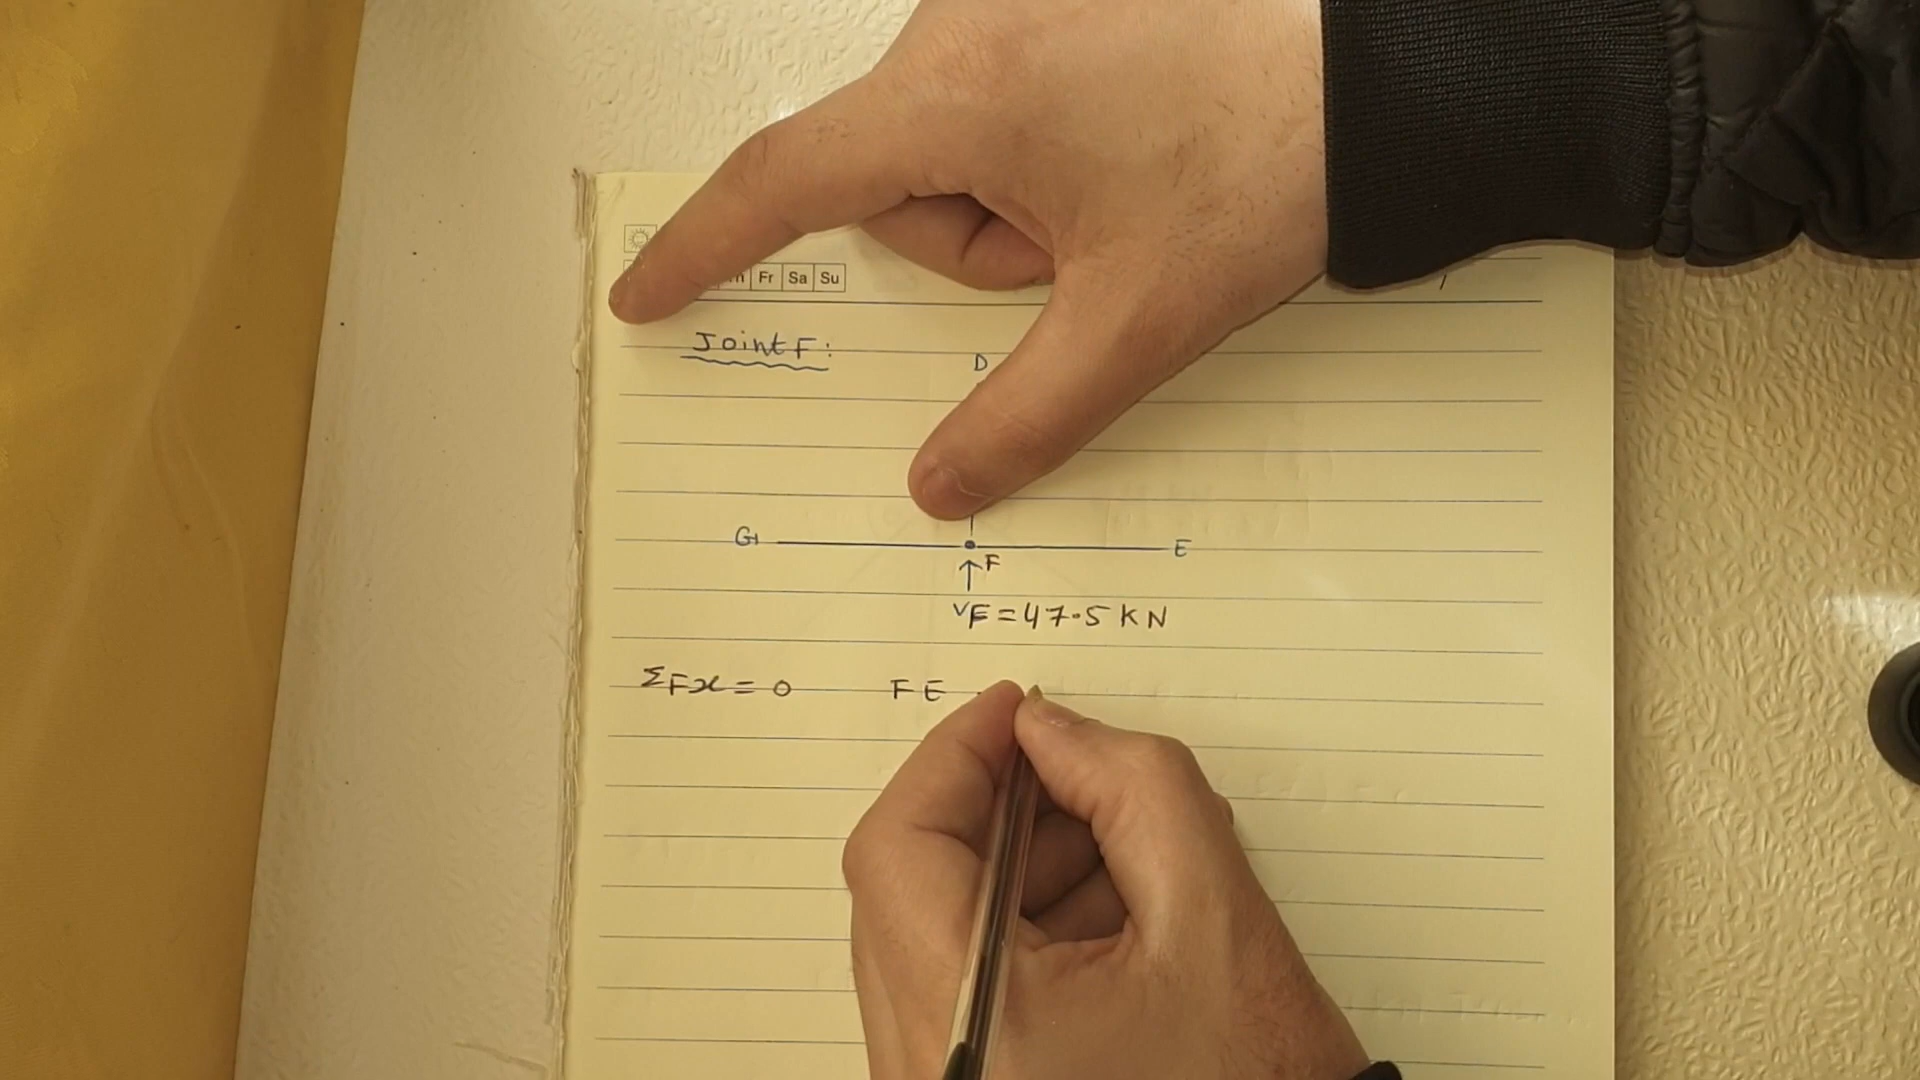 Fr Sa Su
Joint F:
D
G E
F
VF = 47.5 KN
ΣFx = 0 FE